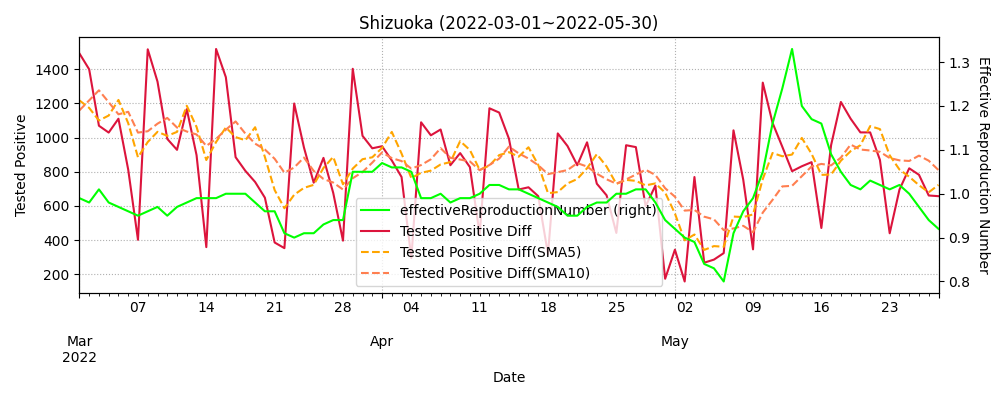 Shizuoka (2022-03-01~2022-05-30)
Tested Positive
1400
1200
1000
800
600
400
200
1.3
1.2
1.1
1.0
0.9
0.8
Effective Reproduction Number
effectiveReproductionNumber (right)
Tested Positive Diff
Tested Positive Diff(SMA5)
Tested Positive Diff(SMA10)
07 14 21 28 04 11 18 25 02 09 16 23
Mar Apr May
2022
Date